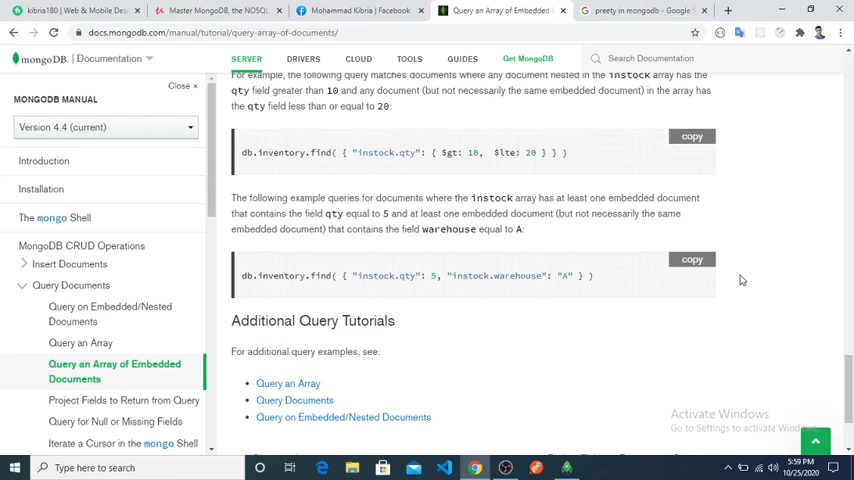 kibria180 | Web & Mobile Des
Master MongoDB, the NOSQL
Mohammad Kibria | Facebook
Query an Array of Embedded
preety in mongodb - Google S
docs.mongodb.com/manual/tutorial/query-array-of-documents/
mongoDB. | Documentation
SERVER
DRIVERS
CLOUD
TOOLS
GUIDES
Get MongoDB
Search Documentation
Close ×
MONGODB MANUAL
Version 4.4 (current)
Introduction
Installation
The mongo Shell
MongoDB CRUD Operations
Insert Documents
Query Documents
Query on Embedded/Nested
Documents
Query an Array
Query an Array of Embedded
Documents
Project Fields to Return from Query
Query for Null or Missing Fields
Iterate a Cursor in the mongo Shell
For example, the following query matches documents where any document nested in the instock array has the
qty field greater than 10 and any document (but not necessarily the same embedded document) in the array has
the qty field less than or equal to 20:
copy
db.inventory.find( { "instock.qty": { $gt: 10, $lte: 20 } } )
The following example queries for documents where the instock array has at least one embedded document
that contains the field qty equal to 5 and at least one embedded document (but not necessarily the same
embedded document) that contains the field warehouse equal to A:
copy
db.inventory.find( { "instock.qty": 5, "instock.warehouse": "A" } )
Additional Query Tutorials
For additional query examples, see:
• Query an Array
• Query Documents
• Query on Embedded/Nested Documents
Activate Windows
Go to Settings to activate Windows.
Type here to search
5:59 PM
10/25/2020